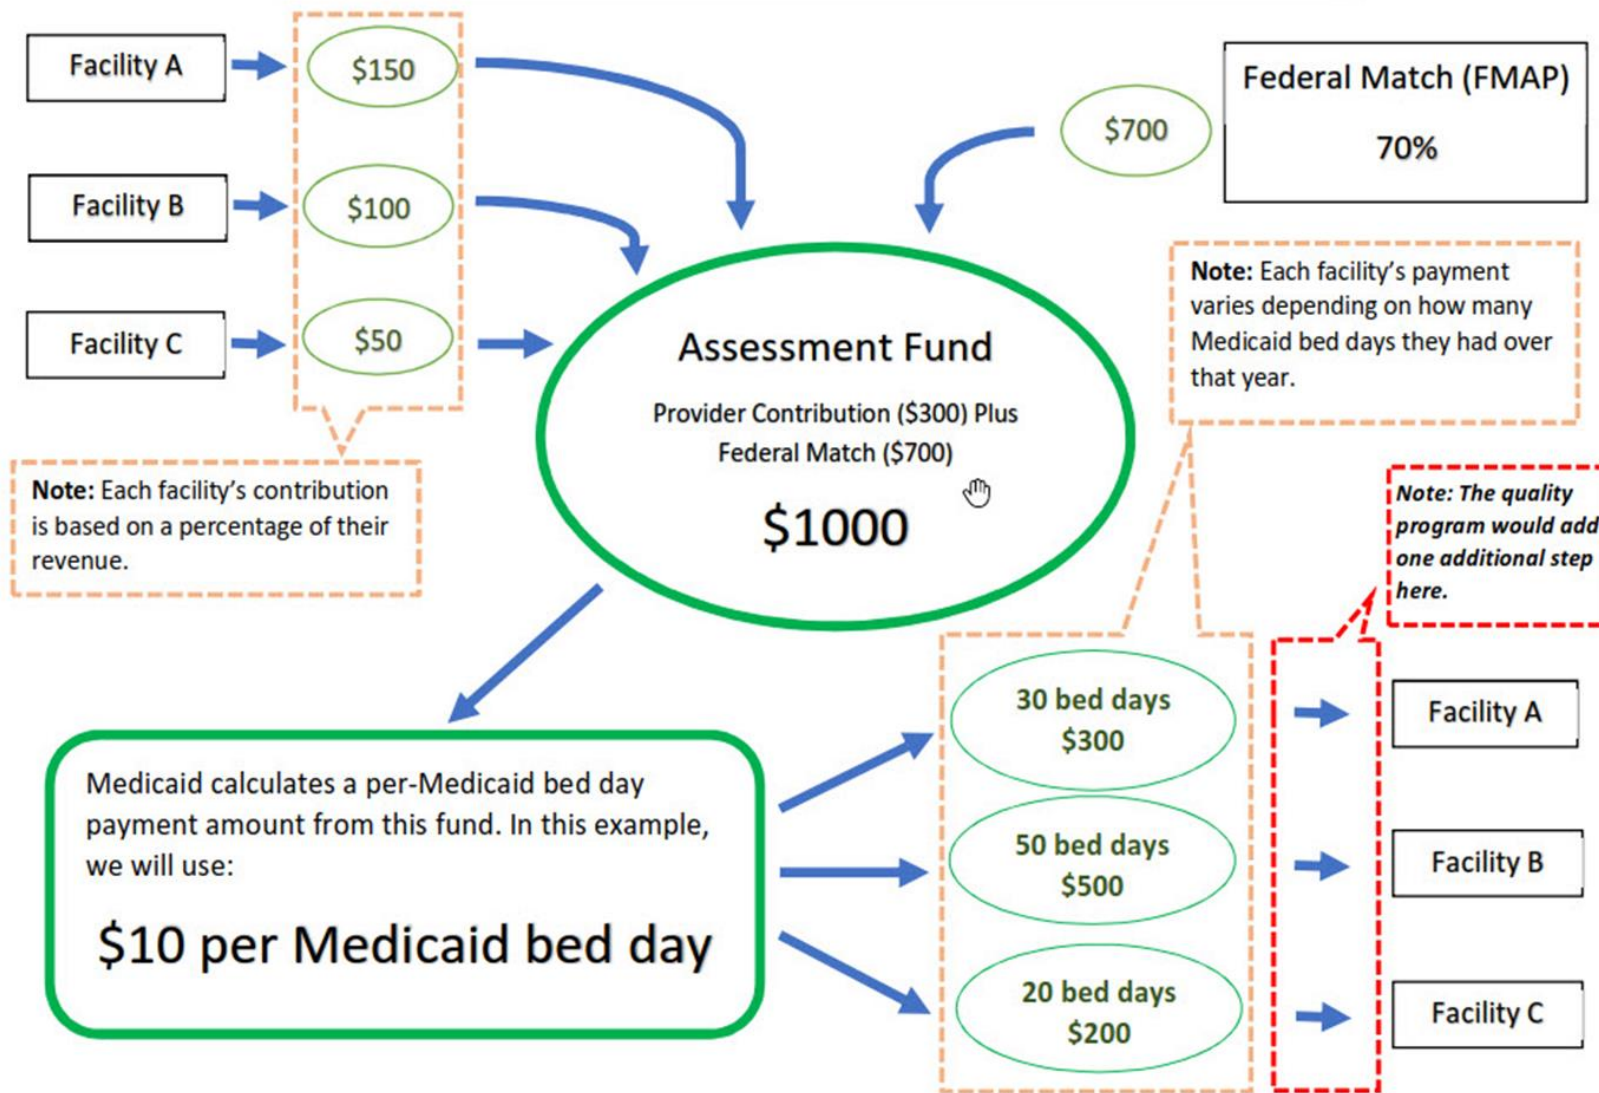 Facility A
$150
Facility B
$100
Facility C
$50
Note: Each facility's contribution
is based on a percentage of their
revenue.
$700
Federal Match (FMAP)
70%
Assessment Fund
Provider Contribution ($300) Plus
Federal Match ($700)
$1000
Note: Each facility's payment
varies depending on how many
Medicaid bed days they had over
that year.
Note: The quality
program would add
one additional step
here.
Medicaid calculates a per-Medicaid bed day
payment amount from this fund. In this example,
we will use:
$10 per Medicaid bed day
30 bed days
$300
Facility A
50 bed days
$500
Facility B
20 bed days
$200
Facility C